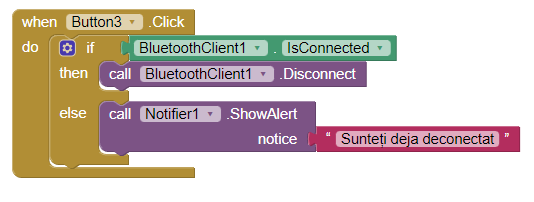 when Button3 .Click
do if BluetoothClient1 . IsConnected
then call BluetoothClient1 .Disconnect
else call Notifier1 .ShowAlert
notice " Sunteți deja deconectat "